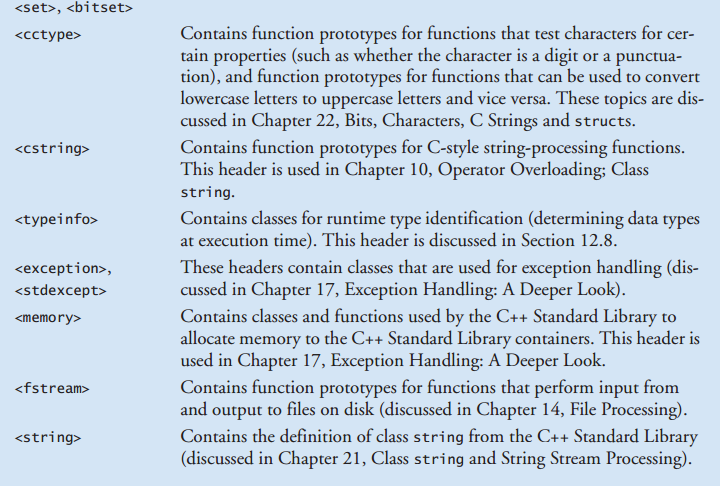 <set>, <bitset>
<cctype> Contains function prototypes for functions that test characters for cer-
tain properties (such as whether the character is a digit or a punctua-
tion), and function prototypes for functions that can be used to convert
lowercase letters to uppercase letters and vice versa. These topics are dis-
cussed in Chapter 22, Bits, Characters, C Strings and structs.
<cstring> Contains function prototypes for C-style string-processing functions.
This header is used in Chapter 10, Operator Overloading; Class
string.
<typeinfo> Contains classes for runtime type identification (determining data types
at execution time). This header is discussed in Section 12.8.
<exception>, These headers contain classes that are used for exception handling (dis-
<stdexcept> cussed in Chapter 17, Exception Handling: A Deeper Look).
<memory> Contains classes and functions used by the C++ Standard Library to
allocate memory to the C++ Standard Library containers. This header is
used in Chapter 17, Exception Handling: A Deeper Look.
<fstream> Contains function prototypes for functions that perform input from
and output to files on disk (discussed in Chapter 14, File Processing).
<string> Contains the definition of class string from the C++ Standard Library
(discussed in Chapter 21, Class string and String Stream Processing).